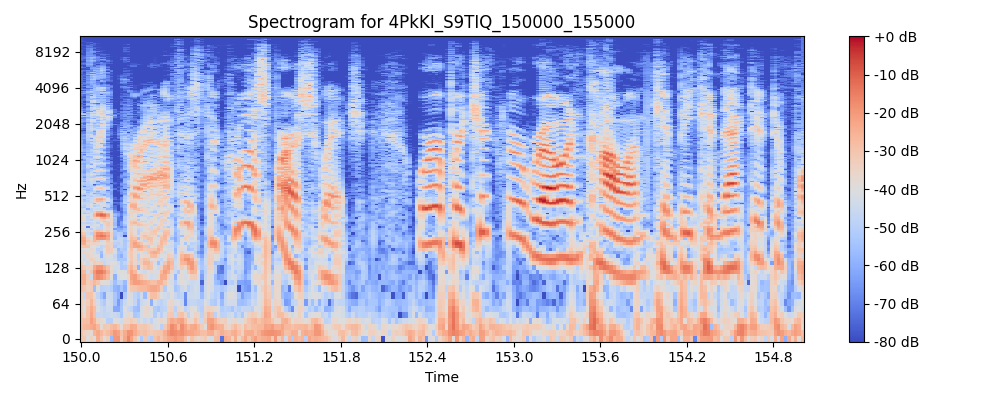 Spectrogram for 4PkKI_S9TIQ_150000_155000
Hz
8192
4096
2048
1024
512
256
128
64
0
150.0 150.6 151.2 151.8 152.4 153.0 153.6 154.2 154.8
Time
+0 dB
-10 dB
-20 dB
-30 dB
-40 dB
-50 dB
-60 dB
-70 dB
-80 dB